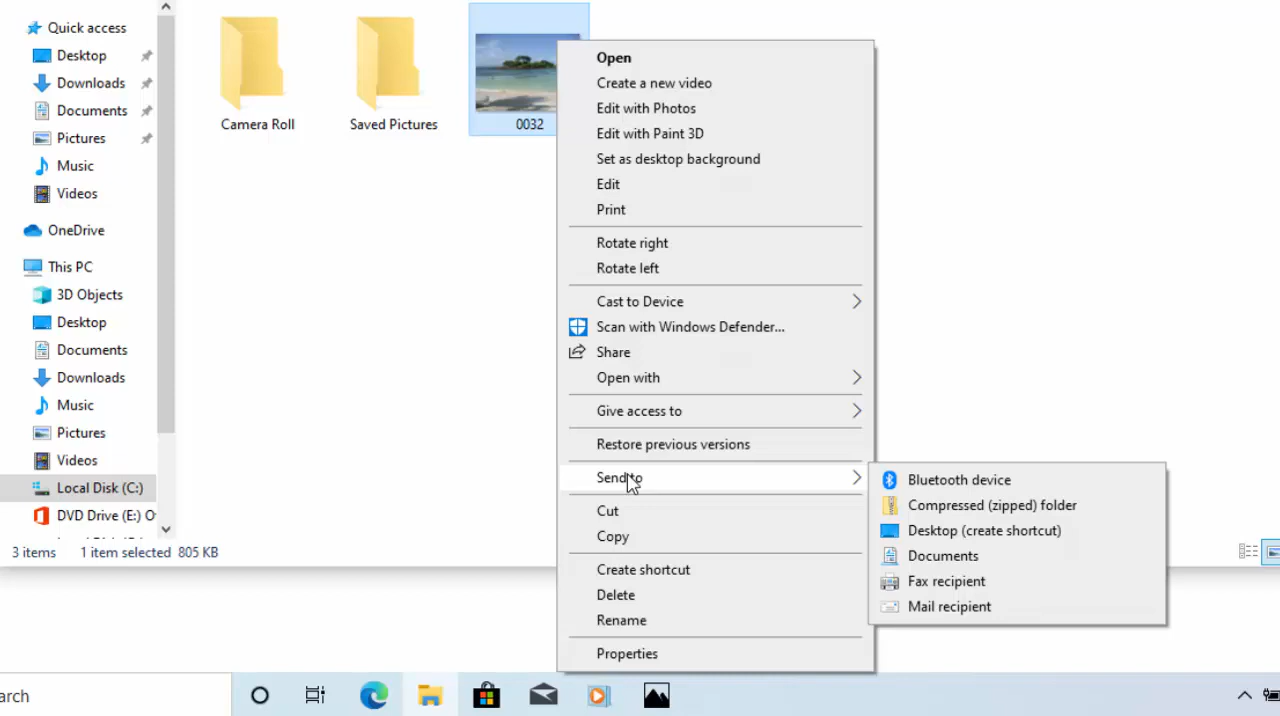 Quick access
Desktop
Downloads
Documents
Pictures
Music
Videos
OneDrive
This PC
3D Objects
Desktop
Documents
Downloads
Music
Pictures
Videos
Local Disk (C:)
DVD Drive (E:) O
3 items 1 item selected 805 KB
Camera Roll
Saved Pictures
0032
Open
Create a new video
Edit with Photos
Edit with Paint 3D
Set as desktop background
Edit
Print
Rotate right
Rotate left
Cast to Device
Scan with Windows Defender...
Share
Open with
Give access to
Restore previous versions
Send to
Cut
Copy
Create shortcut
Delete
Rename
Properties
Bluetooth device
Compressed (zipped) folder
Desktop (create shortcut)
Documents
Fax recipient
Mail recipient
arch